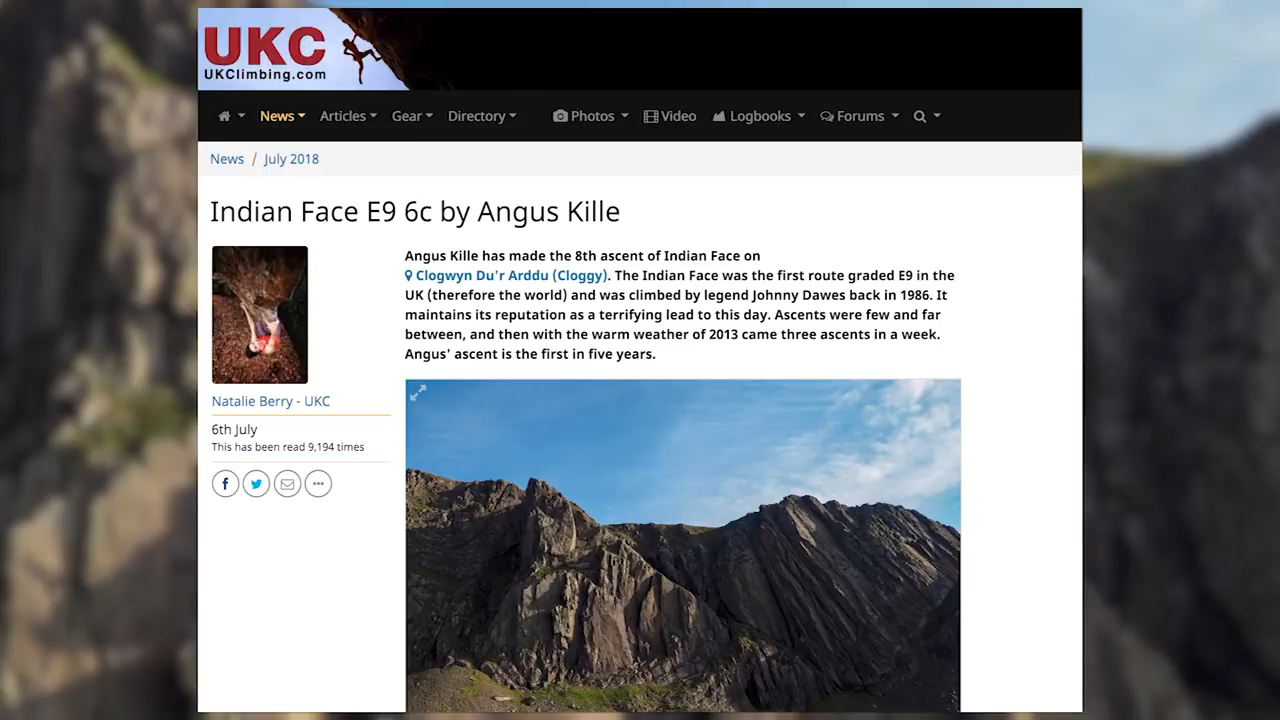 UKC
UKClimbing.com
News Articles Gear Directory Photos Video Logbooks Forums
News / July 2018
Indian Face E9 6c by Angus Kille
Angus Kille has made the 8th ascent of Indian Face on
Clogwyn Du'r Arddu (Cloggy). The Indian Face was the first route graded E9 in the
UK (therefore the world) and was climbed by legend Johnny Dawes back in 1986. It
maintains its reputation as a terrifying lead to this day. Ascents were few and far
between, and then with the warm weather of 2013 came three ascents in a week.
Angus' ascent is the first in five years.
Natalie Berry - UKC
6th July
This has been read 9,194 times